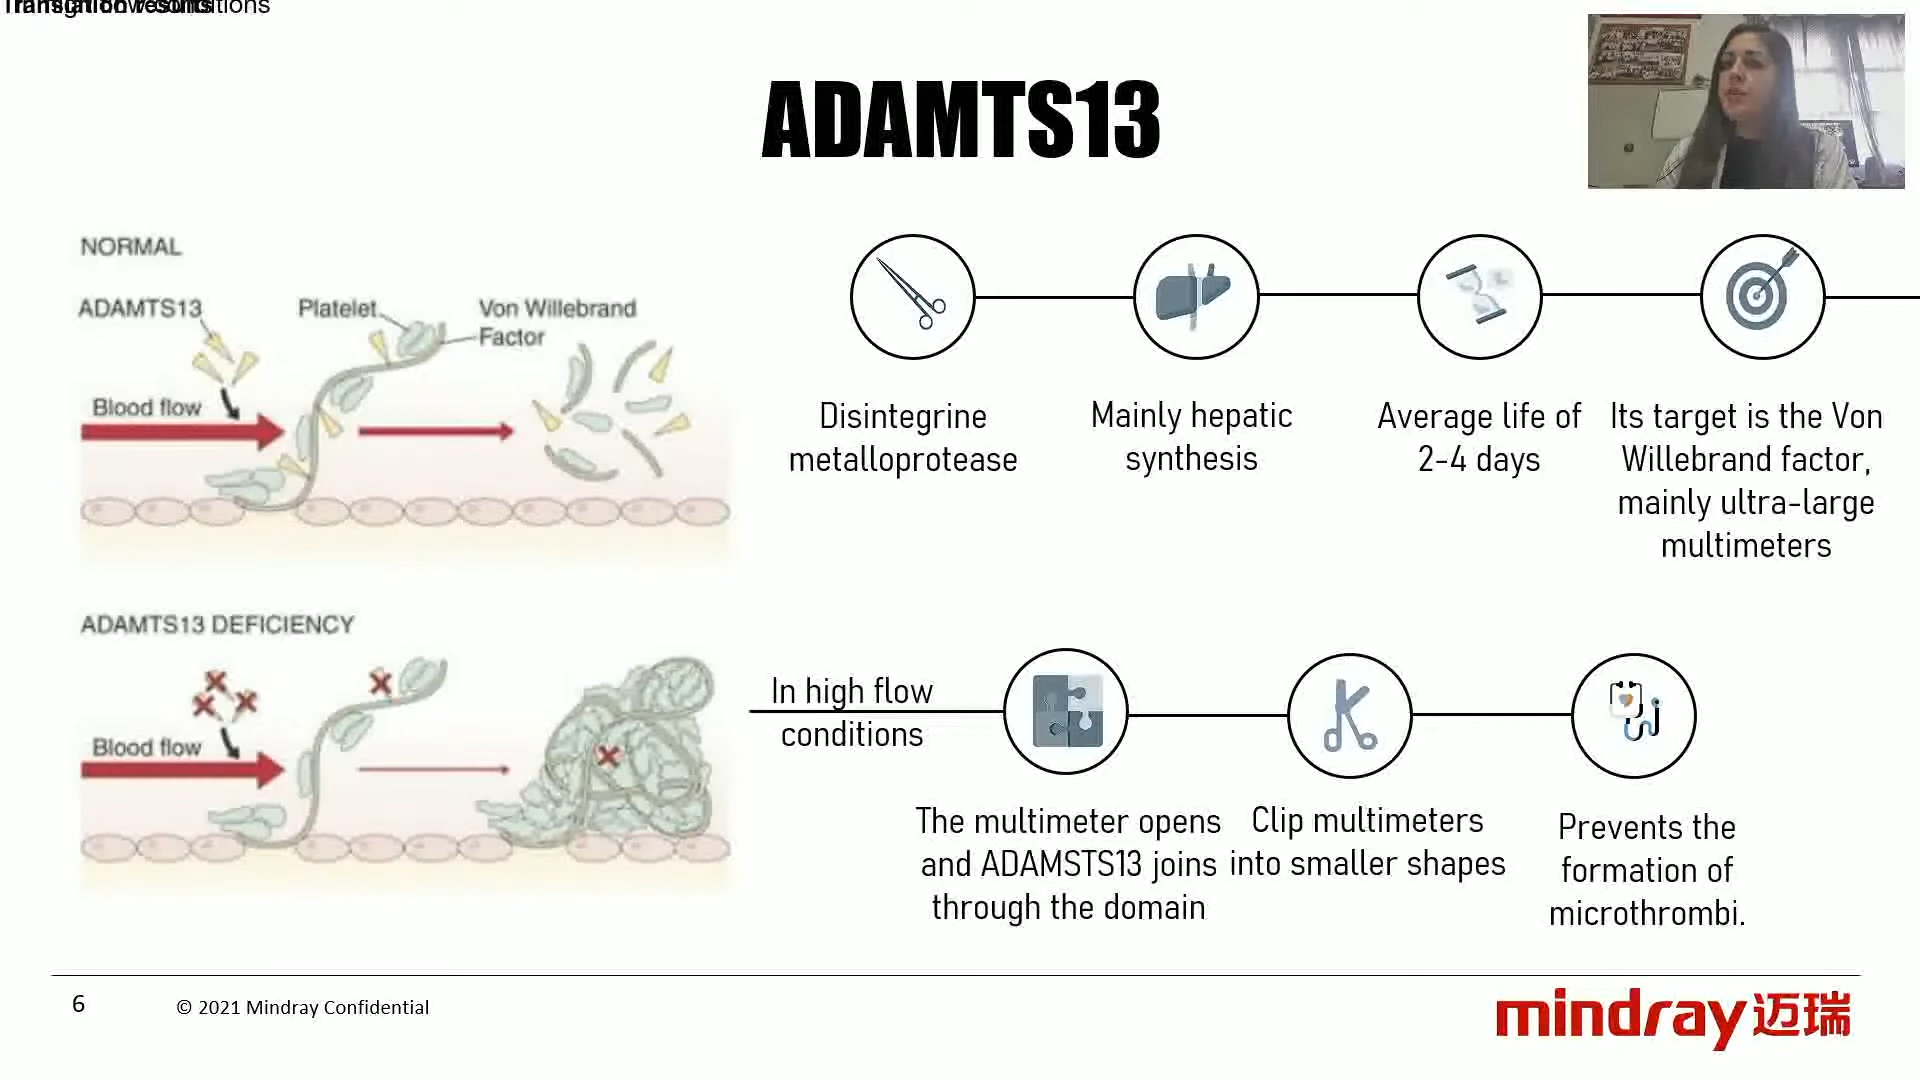 ADAMTS13
NORMAL
ADAMTS13
Platelet
Von Willebrand
Factor
Blood flow
Disintegrine
metalloprotease
Mainly hepatic
synthesis
Average life of
2-4 days
Its target is the Von
Willebrand factor,
mainly ultra-large
multimeters
ADAMTS13 DEFICIENCY
Blood flow
In high flow
conditions
The multimeter opens
and ADAMSTS13 joins
through the domain
Clip multimeters
into smaller shapes
Prevents the
formation of
microthrombi.
6
© 2021 Mindray Confidential
mindray迈瑞